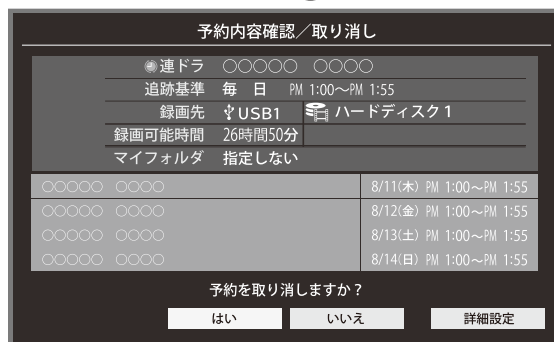 予約内容確認／取り消し
連ドラ ○○○○○ ○○○○
追跡基準 毎 日 PM 1:00～PM 1:55
録画先 USB1 ハードディスク1
録画可能時間 26時間50分
マイフォルダ 指定しない
○○○○○ ○○○○ 8/11(木) PM 1:00～PM 1:55
○○○○○ ○○○○ 8/12(金) PM 1:00～PM 1:55
○○○○○ ○○○○ 8/13(土) PM 1:00～PM 1:55
○○○○○ ○○○○ 8/14(日) PM 1:00～PM 1:55
予約を取り消しますか？
はい いいえ 詳細設定